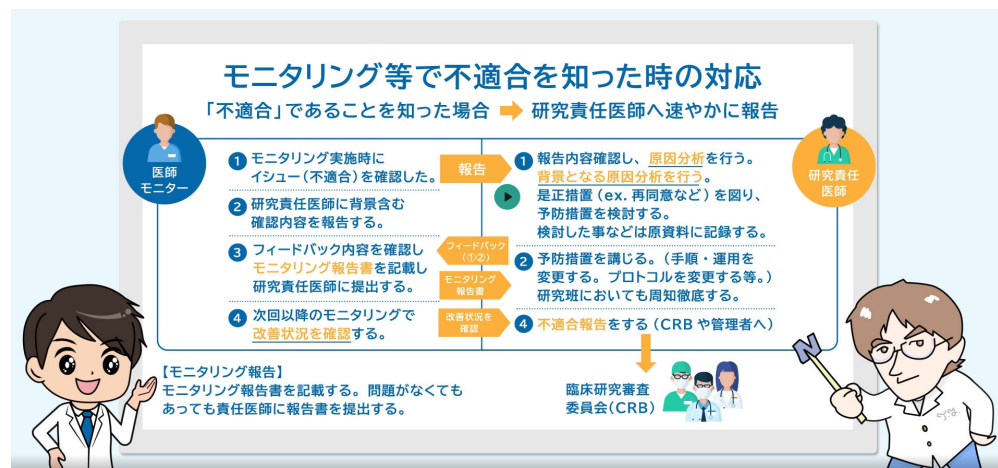 モニタリング等で不適合を知った時の対応
「不適合」であることを知った場合 ➡ 研究責任医師へ速やかに報告
医師
モニター
1 モニタリング実施時に
イシュー(不適合)を確認した。
2 研究責任医師に背景含む
確認内容を報告する。
3 フィードバック内容を確認し
モニタリング報告書を記載し
研究責任医師に提出する。
4 次回以降のモニタリングで
改善状況を確認する。
報告
フィードバック
(①②)
モニタリング
報告書
改善状況を
確認
研究責任
医師
1 報告内容確認し、原因分析を行う。
背景となる原因分析を行う。
是正措置(ex. 再同意など)を図り、
予防措置を検討する。
検討した事などは原資料に記録する。
2 予防措置を講じる。(手順・運用を
変更する。プロトコルを変更する等。)
研究班においても周知徹底する。
4 不適合報告をする(CRBや管理者へ)
【モニタリング報告】
モニタリング報告書を記載する。問題がなくても
あっても責任医師に報告書を提出する。
臨床研究審査
委員会(CRB)
N